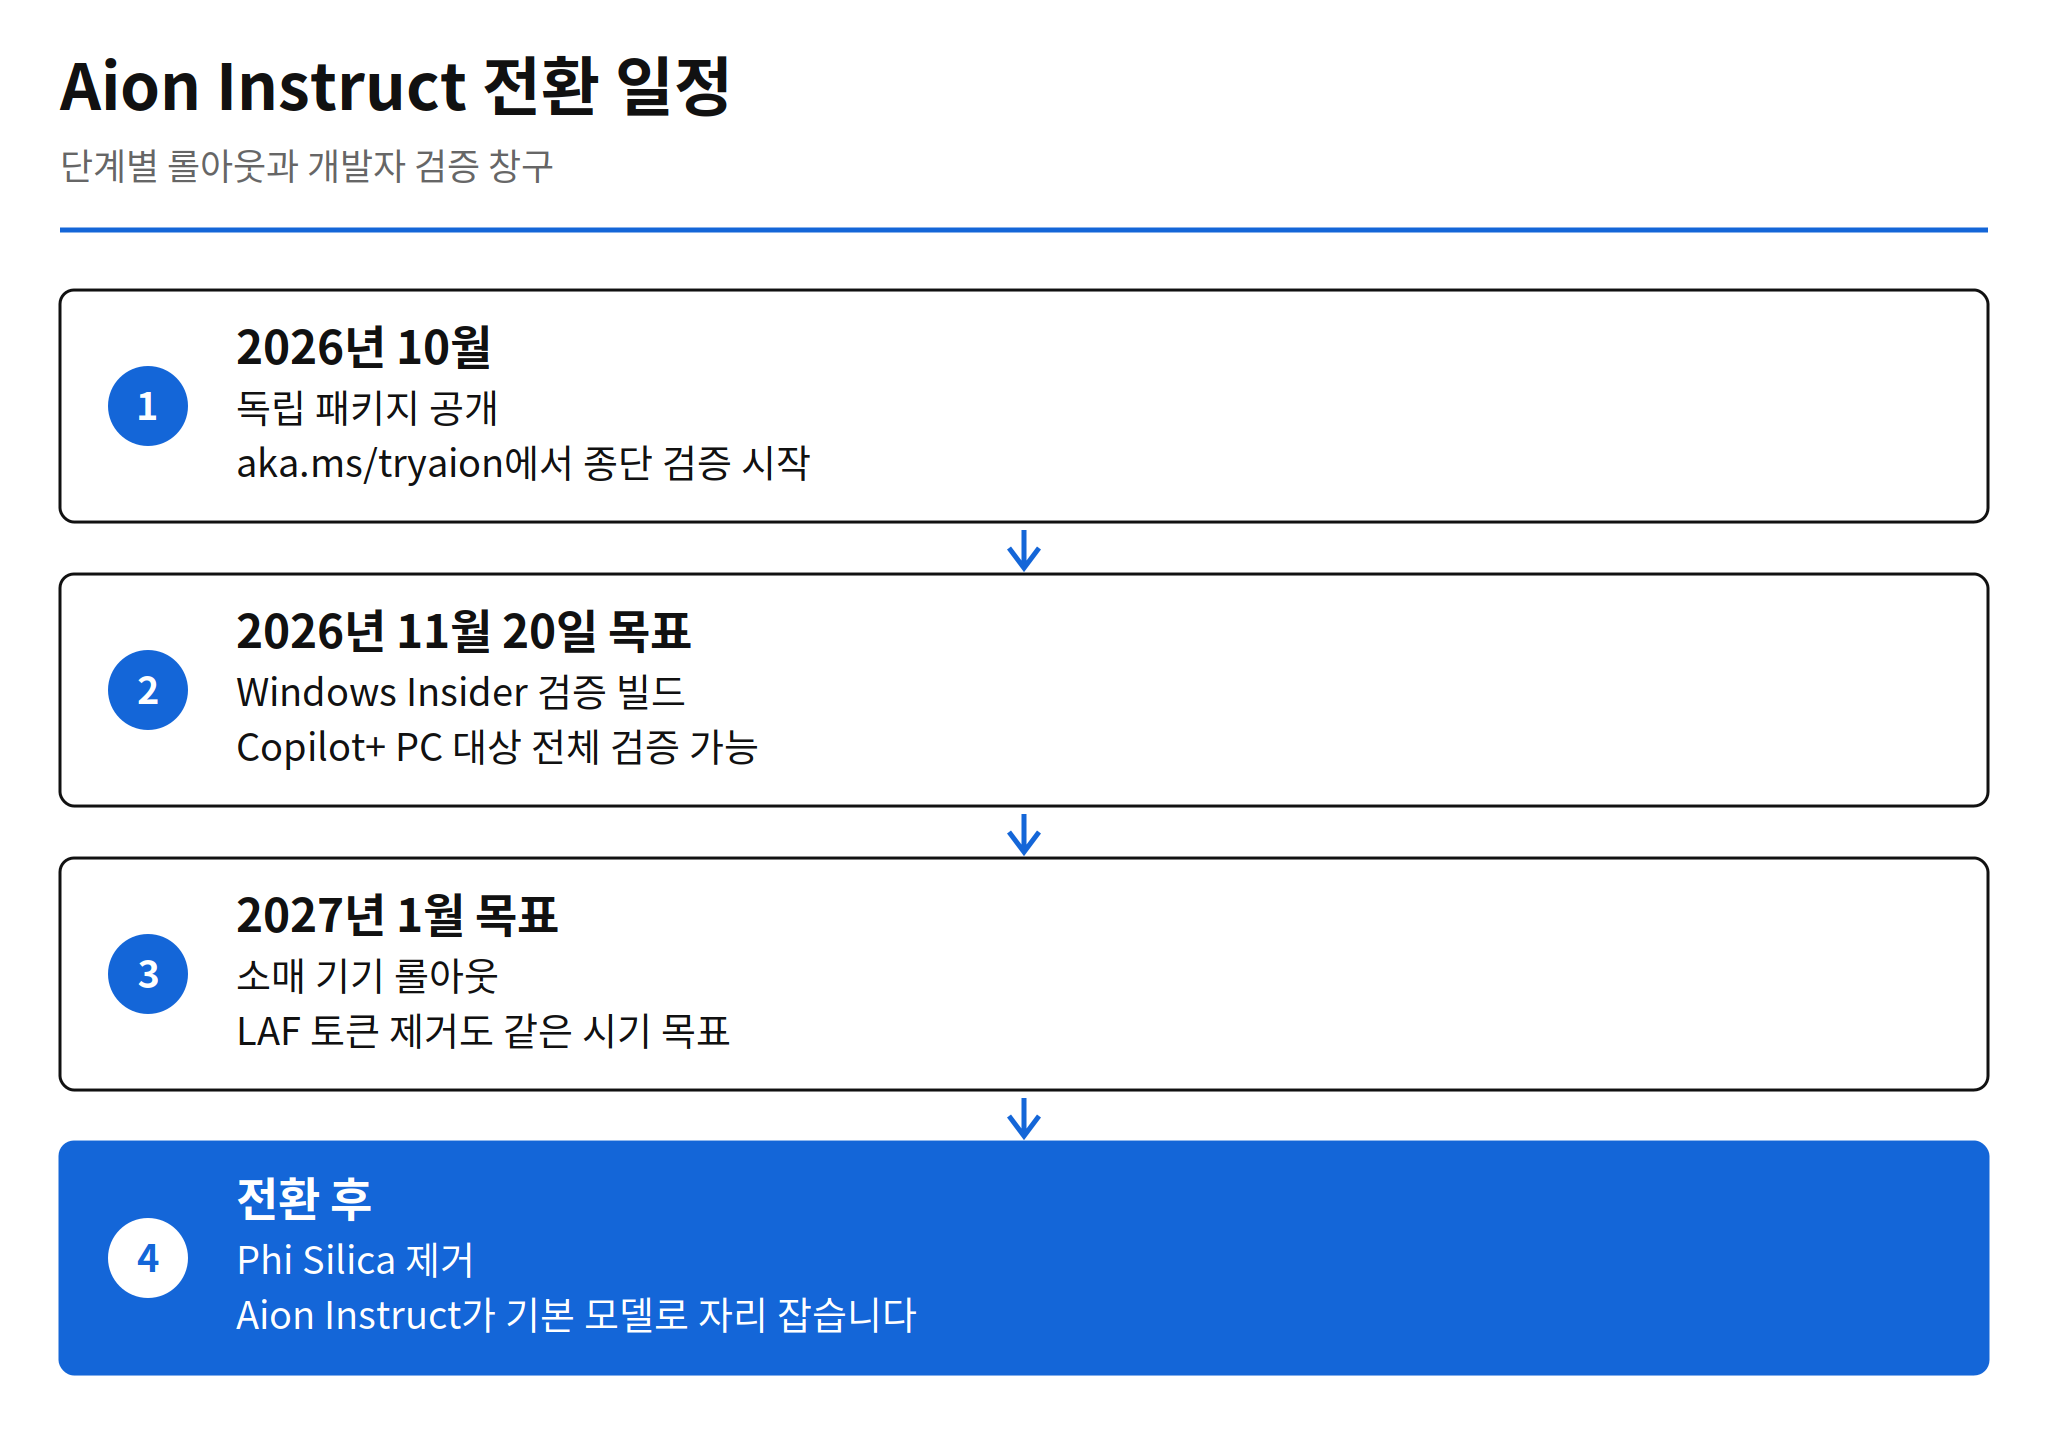 Aion Instruct 전환 일정
단계별 롤아웃과 개발자 검증 창구
1
2026년 10월
독립 패키지 공개
aka.ms/tryaion에서 종단 검증 시작
2
2026년 11월 20일 목표
Windows Insider 검증 빌드
Copilot+ PC 대상 전체 검증 가능
3
2027년 1월 목표
소매 기기 롤아웃
LAF 토큰 제거도 같은 시기 목표
4
전환 후
Phi Silica 제거
Aion Instruct가 기본 모델로 자리 잡습니다